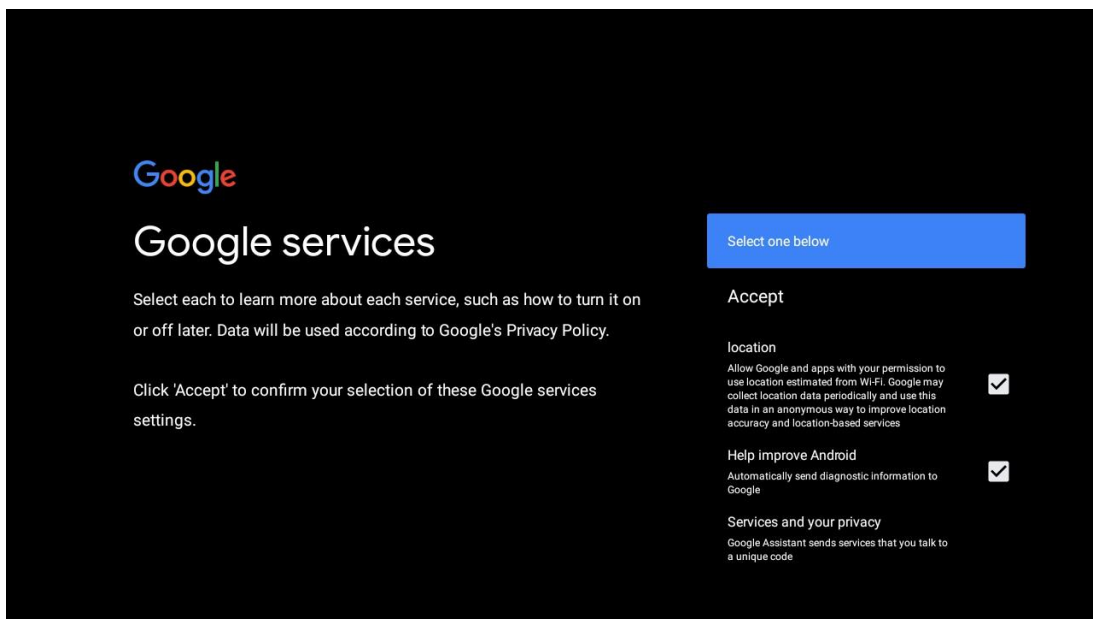 Google
Google services
Select each to learn more about each service, such as how to turn it on
or off later. Data will be used according to Google's Privacy Policy.
Click 'Accept' to confirm your selection of these Google services
settings.
Select one below
Accept
location
Allow Google and apps with your permission to
use location estimated from Wi-Fi. Google may
collect location data periodically and use this
data in an anonymous way to improve location
accuracy and location-based services
Help improve Android
Automatically send diagnostic information to
Google
Services and your privacy
Google Assistant sends services that you talk to
a unique code